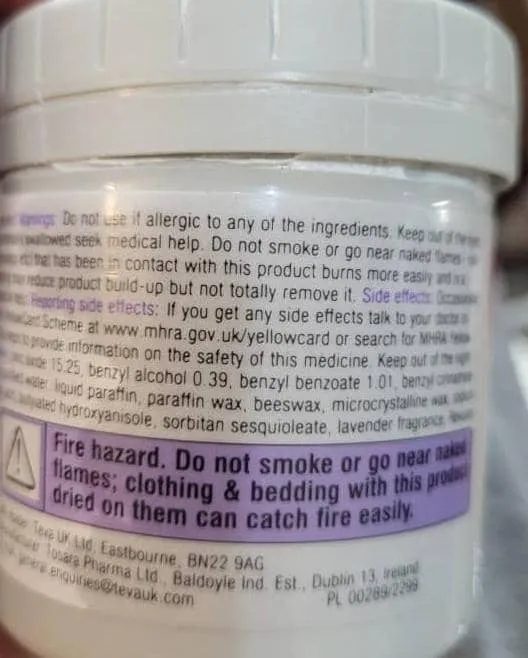 Warnings: Do not use if allergic to any of the ingredients. Keep out of
swallowed seek medical help. Do not smoke or go near naked flames -
that has been in contact with this product burns more easily and is a
reduce product build-up but not totally remove it. Side effects:
Reporting side effects: If you get any side effects talk to your doctor
Card Scheme at www.mhra.gov.uk/yellowcard or search for MHRA
provide information on the safety of this medicine. Keep out of the sight
15.25, benzyl alcohol 0.39, benzyl benzoate 1.01, benzyl cinnamate
water, liquid paraffin, paraffin wax, beeswax, microcrystalline wax,
hydroxyanisole, sorbitan sesquioleate, lavender fragrance.
Fire hazard. Do not smoke or go near naked
flames; clothing & bedding with this product
dried on them can catch fire easily.
Teva UK Ltd, Eastbourne, BN22 9AG
Tosara Pharma Ltd., Baldoyle Ind. Est., Dublin 13, Ireland
enquiries@tevauk.com PL 00289/2299